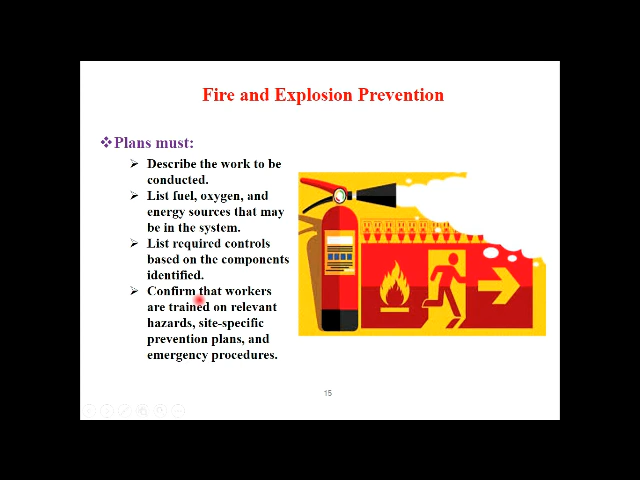 Fire and Explosion Prevention
❖Plans must:
➢ Describe the work to be
conducted.
➢ List fuel, oxygen, and
energy sources that may
be in the system.
➢ List required controls
based on the components
identified.
➢ Confirm that workers
are trained on relevant
hazards, site-specific
prevention plans, and
emergency procedures.
15